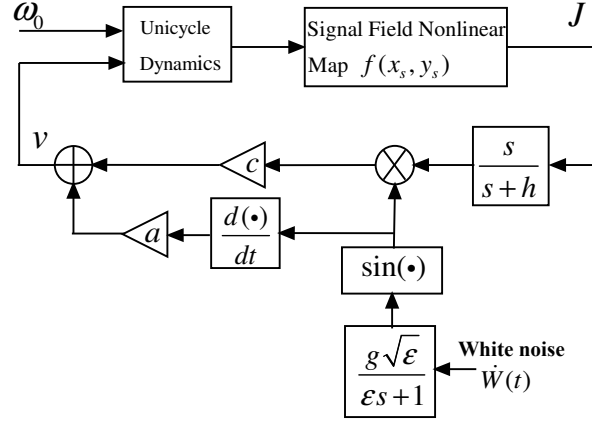 ω₀
Unicycle
Dynamics
Signal Field Nonlinear
Map f(xₛ, yₛ)
J
v
c
s
s + h
a
d(•)
dt
sin(•)
g√ε
εs + 1
White noise
Ẇ(t)